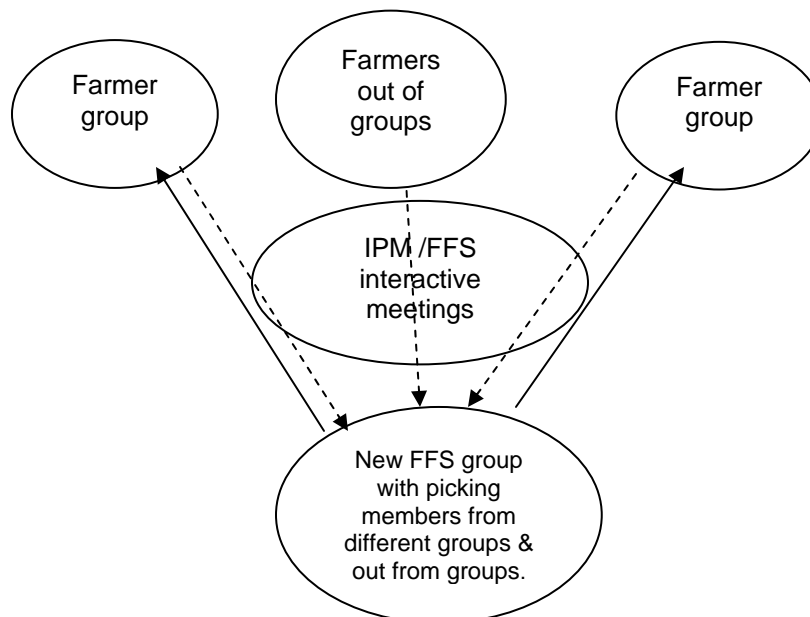 Farmer
group
Farmers
out of
groups
Farmer
group
IPM /FFS
interactive
meetings
New FFS group
with picking
members from
different groups &
out from groups.